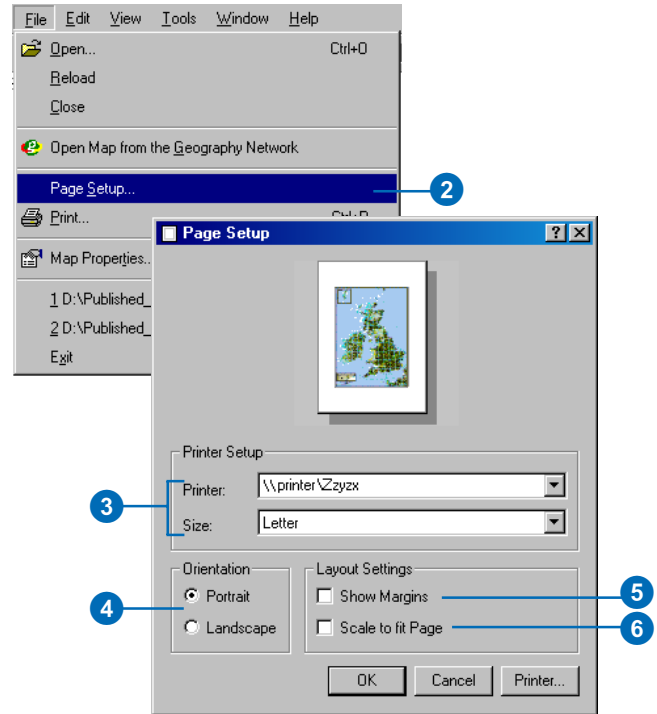 File Edit View Tools Window Help
Open... Ctrl+O
Reload
Close
Open Map from the Geography Network
Page Setup...
2
Print... Ctrl+P
Map Properties..
1 D:\Published_
2 D:\Published_
Exit
Page Setup
Printer Setup
3
Printer: \\printer\Zzyzx
Size: Letter
Orientation
4
Portrait
Landscape
Layout Settings
Show Margins
5
Scale to fit Page
6
OK Cancel Printer...